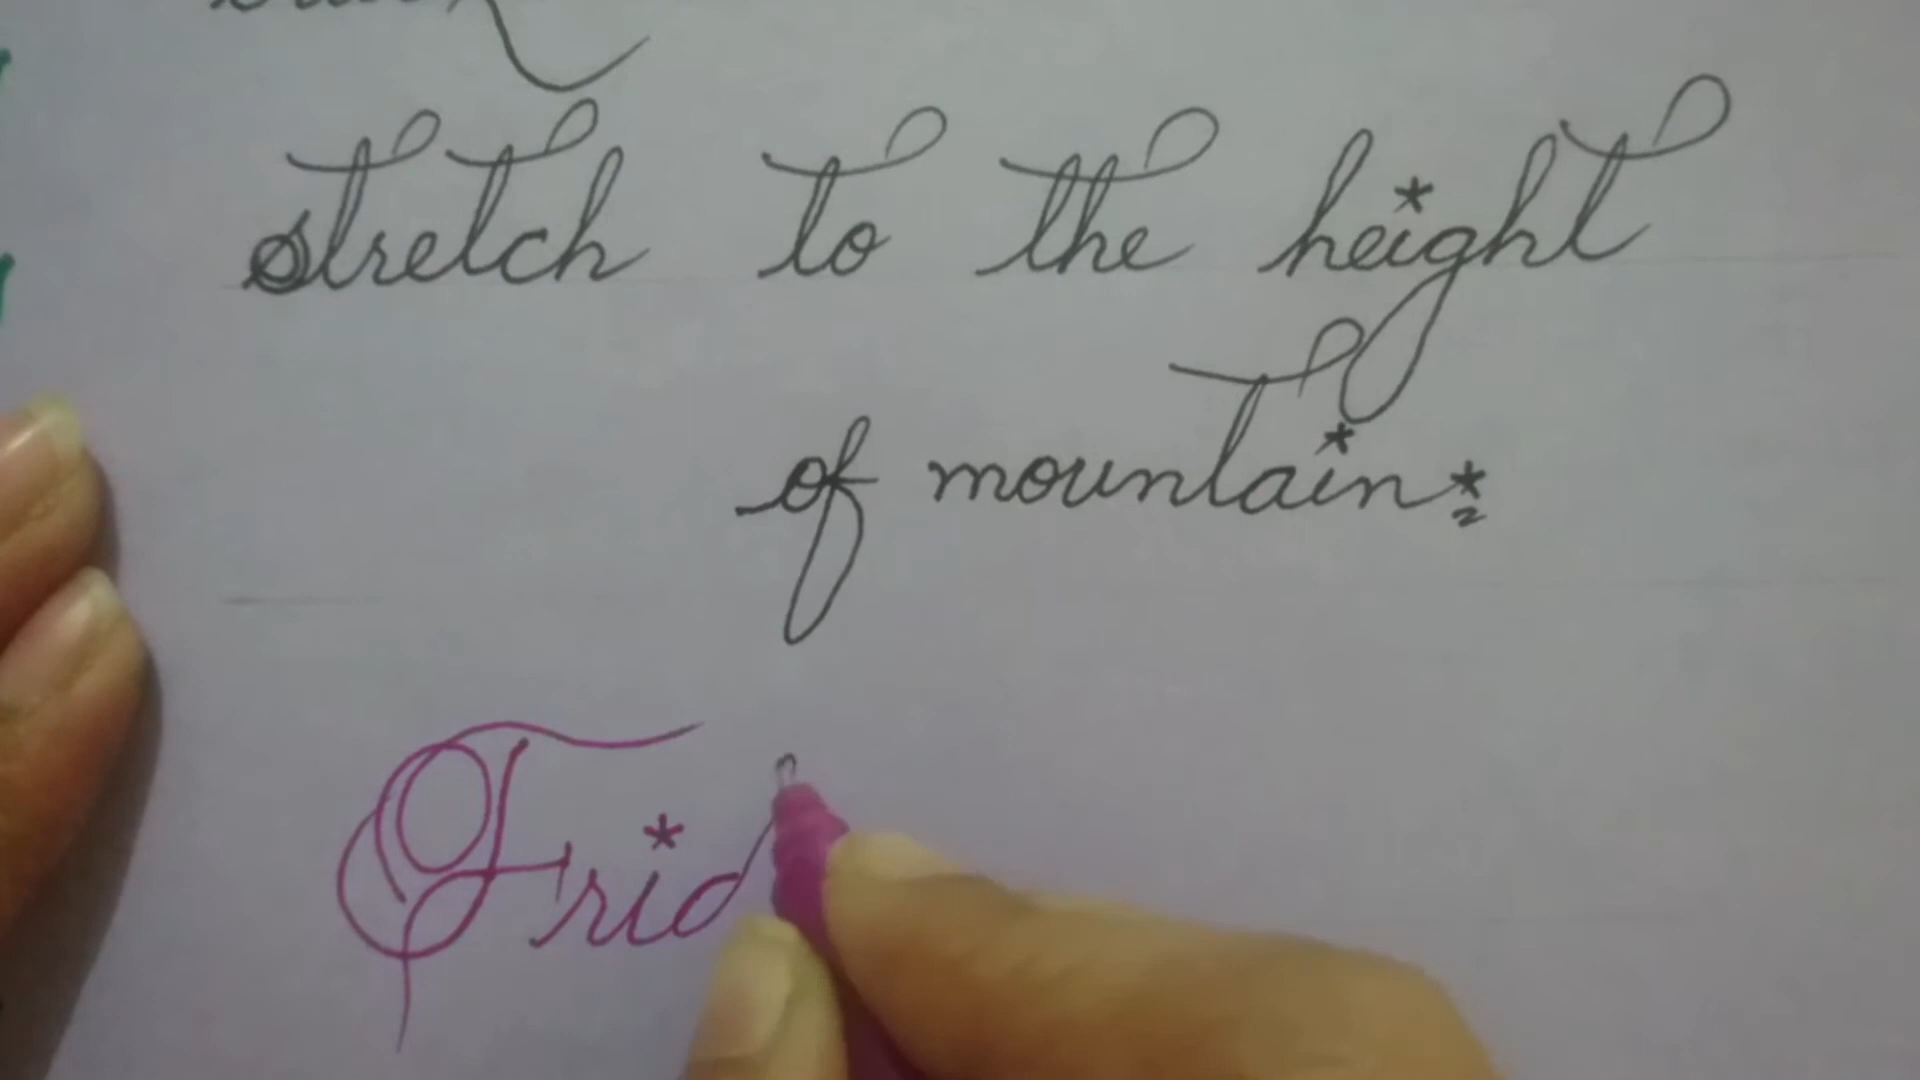 stretch to the height
of mountain.
Frid